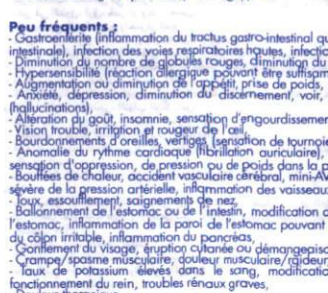 Peu fréquents :
- Gastroentérite (inflammation du tractus gastro-intestinal qu
intestinale), infection des voies respiratoires hautes, infectio
- Diminution du nombre de globules rouges, diminution du
- Hypersensibilité (réaction allergique pouvant être suffisam
- Augmentation ou diminution de l'appétit, prise de poids,
- Anxiété, dépression, diminution du discernement, voir,
(hallucinations),
- Altération du goût, insomnie, sensation d'engourdissemen
- Vision trouble, irritation et rougeur de l'œil,
- Bourdonnements d'oreilles, vertiges (sensation de tournoie
- Anomalie du rythme cardiaque (fibrillation auriculaire),
sensation d'oppression, de pression ou de poids dans la p
- Bouffées de chaleur, accident vasculaire cérébral, mini-AV
sévère de la pression artérielle, inflammation des vaisseau
- Toux, essoufflement, saignements de nez,
- Ballonnement de l'estomac ou de l'intestin, modification d
l'estomac, inflammation de la paroi de l'estomac pouvant
du côlon irritable, inflammation du pancréas,
- Gonflement du visage, éruption cutanée ou démangeaiso
- Crampe/spasme musculaire, douleur musculaire/raideur
- Taux de potassium élevés dans le sang, modification
fonctionnement du rein, troubles rénaux graves,
- Douleur thoracique